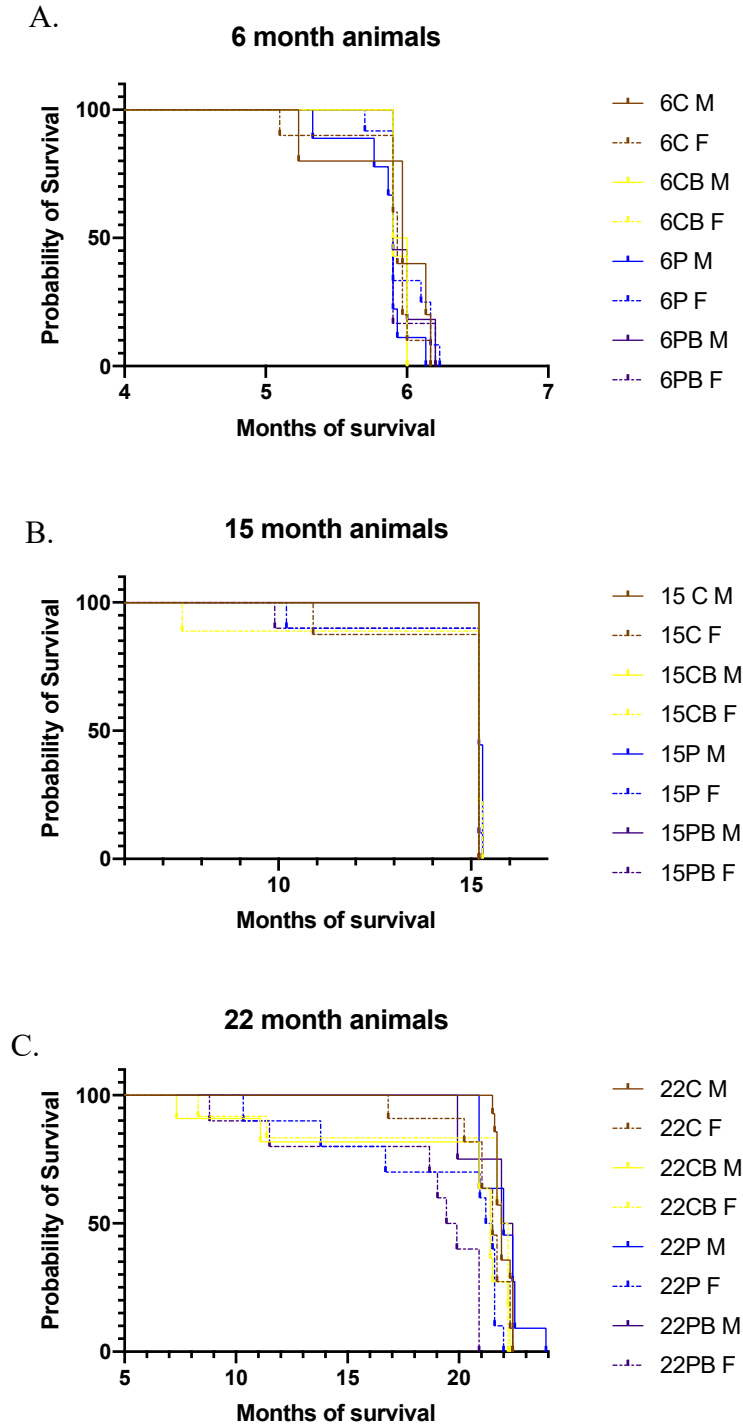 A.
6 month animals
100
50
0
Probability of Survival
4 5 6 7
Months of survival
6C M
6C F
6CB M
6CB F
6P M
6P F
6PB M
6PB F
B.
15 month animals
100
50
0
Probability of Survival
10 15
Months of survival
15 C M
15C F
15CB M
15CB F
15P M
15P F
15PB M
15PB F
C.
22 month animals
100
50
0
Probability of Survival
5 10 15 20
Months of survival
22C M
22C F
22CB M
22CB F
22P M
22P F
22PB M
22PB F